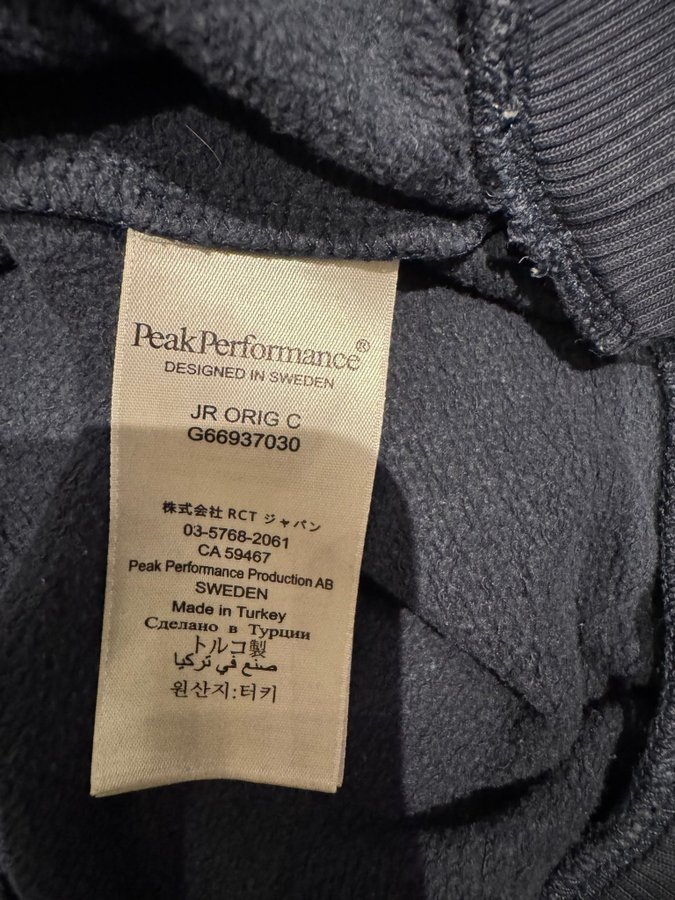 PeakPerformance®
DESIGNED IN SWEDEN
JR ORIG C
G66937030
株式会社 RCT ジャパン
03-5768-2061
CA 59467
Peak Performance Production AB
SWEDEN
Made in Turkey
Сделано в Турции
トルコ製
صنع في تركيا
원산지:터키